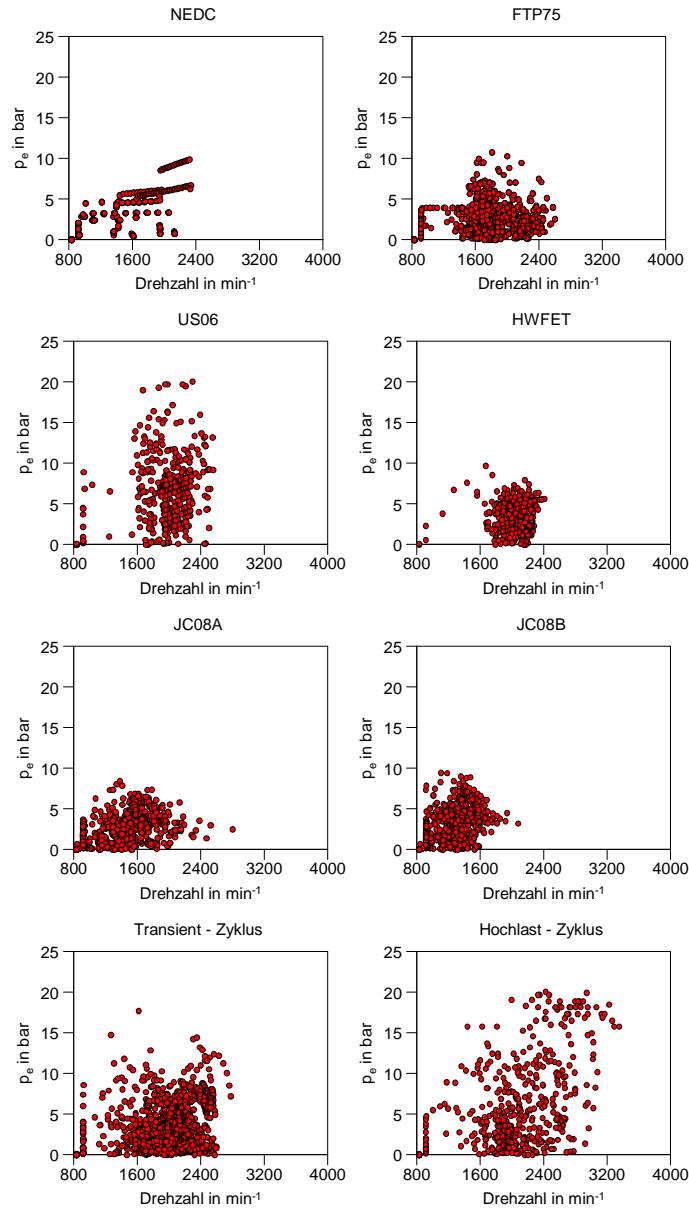 NEDC
25
20
15
10
5
0
p_e in bar
800 1600 2400 3200 4000
Drehzahl in min⁻¹
FTP75
25
20
15
10
5
0
p_e in bar
800 1600 2400 3200 4000
Drehzahl in min⁻¹
US06
25
20
15
10
5
0
p_e in bar
800 1600 2400 3200 4000
Drehzahl in min⁻¹
HWFET
25
20
15
10
5
0
p_e in bar
800 1600 2400 3200 4000
Drehzahl in min⁻¹
JC08A
25
20
15
10
5
0
p_e in bar
800 1600 2400 3200 4000
Drehzahl in min⁻¹
JC08B
25
20
15
10
5
0
p_e in bar
800 1600 2400 3200 4000
Drehzahl in min⁻¹
Transient - Zyklus
25
20
15
10
5
0
p_e in bar
800 1600 2400 3200 4000
Drehzahl in min⁻¹
Hochlast - Zyklus
25
20
15
10
5
0
p_e in bar
800 1600 2400 3200 4000
Drehzahl in min⁻¹